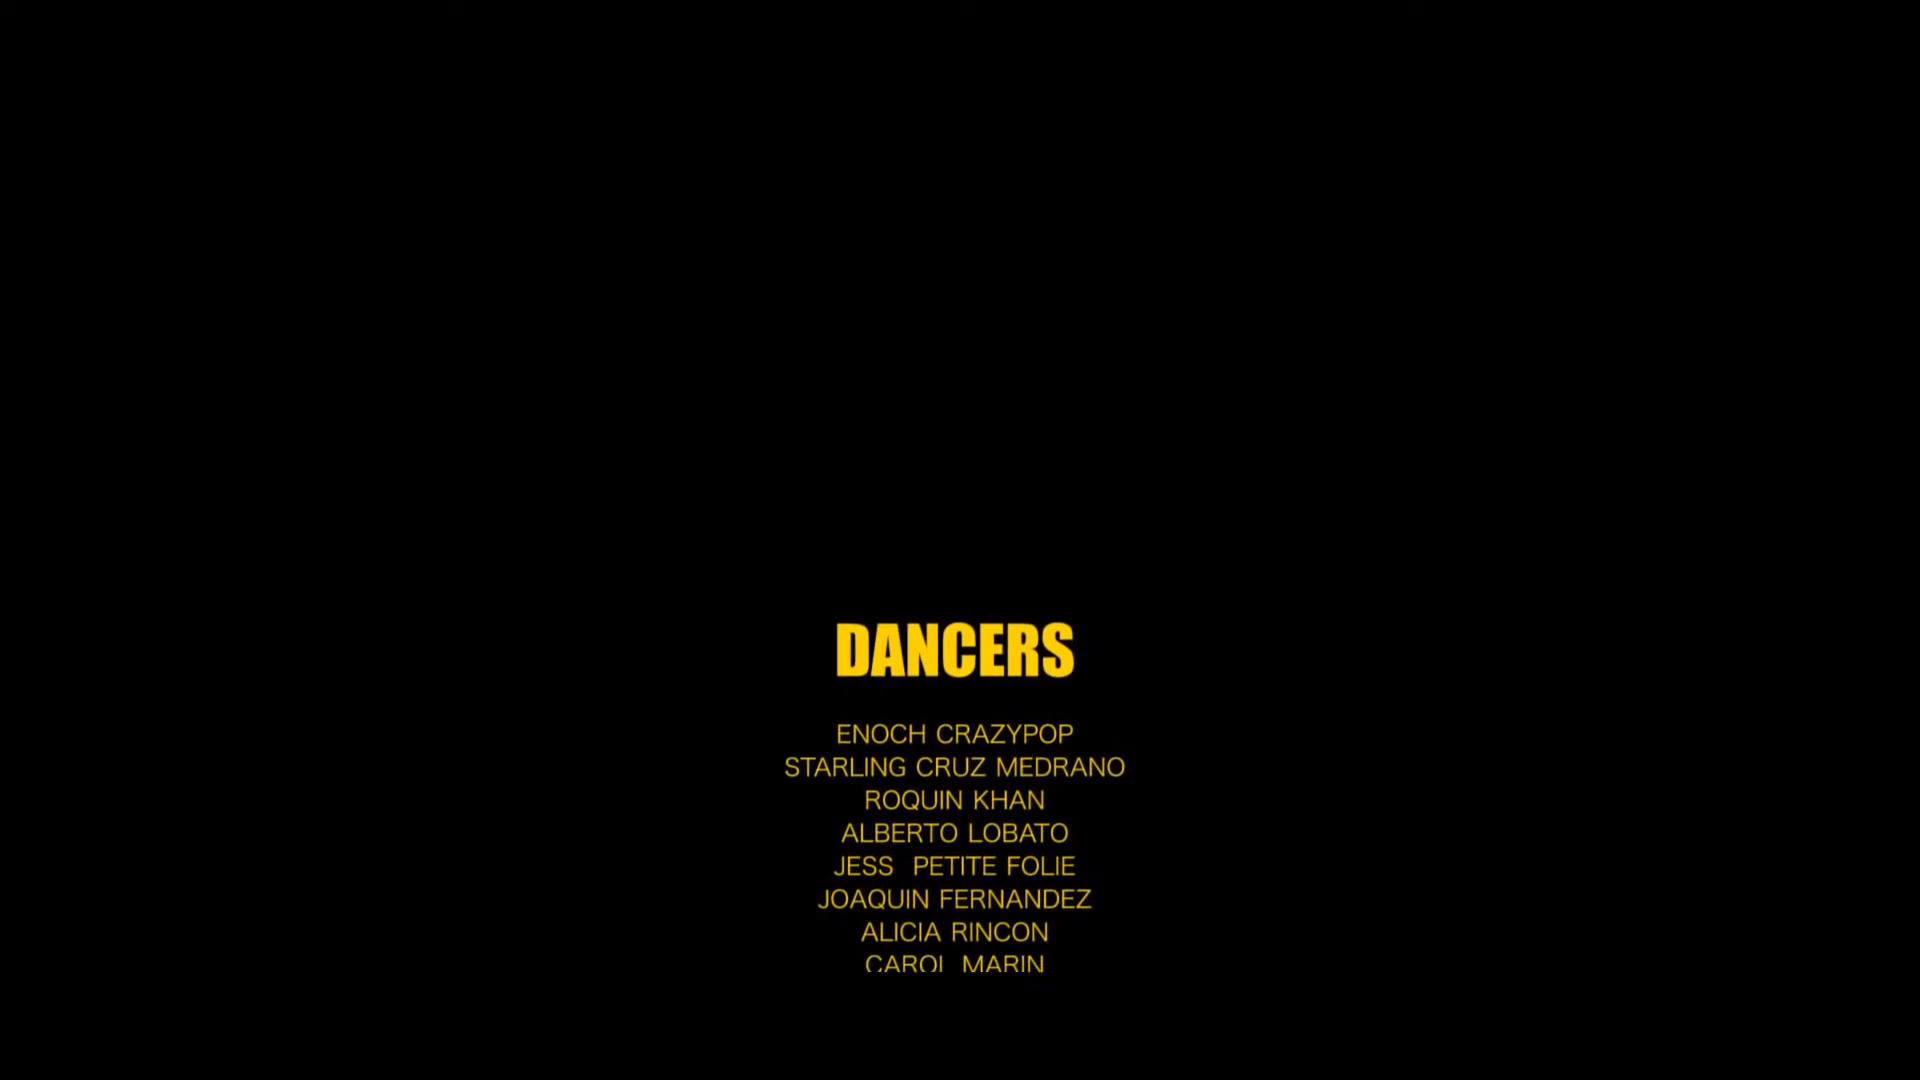 DANCERS
ENOCH CRAZYPOP
STARLING CRUZ MEDRANO
ROQUIN KHAN
ALBERTO LOBATO
JESS  PETITE FOLIE
JOAQUIN FERNANDEZ
ALICIA RINCON
CAROL  MARIN